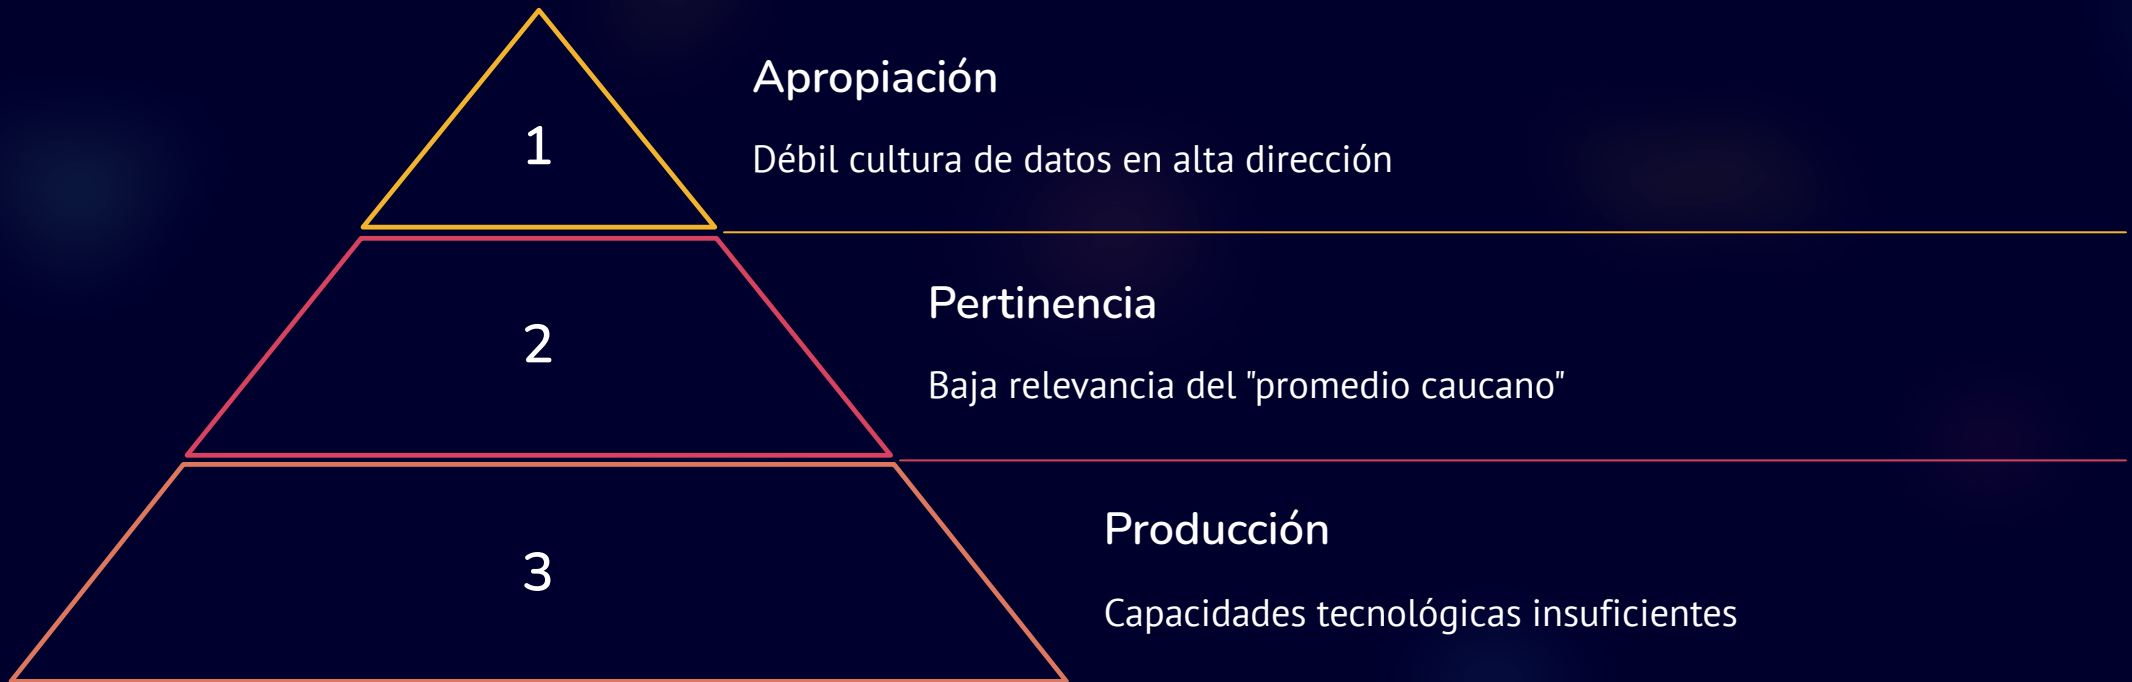 1
Apropiación
Débil cultura de datos en alta dirección
2
Pertinencia
Baja relevancia del "promedio caucano"
3
Producción
Capacidades tecnológicas insuficientes